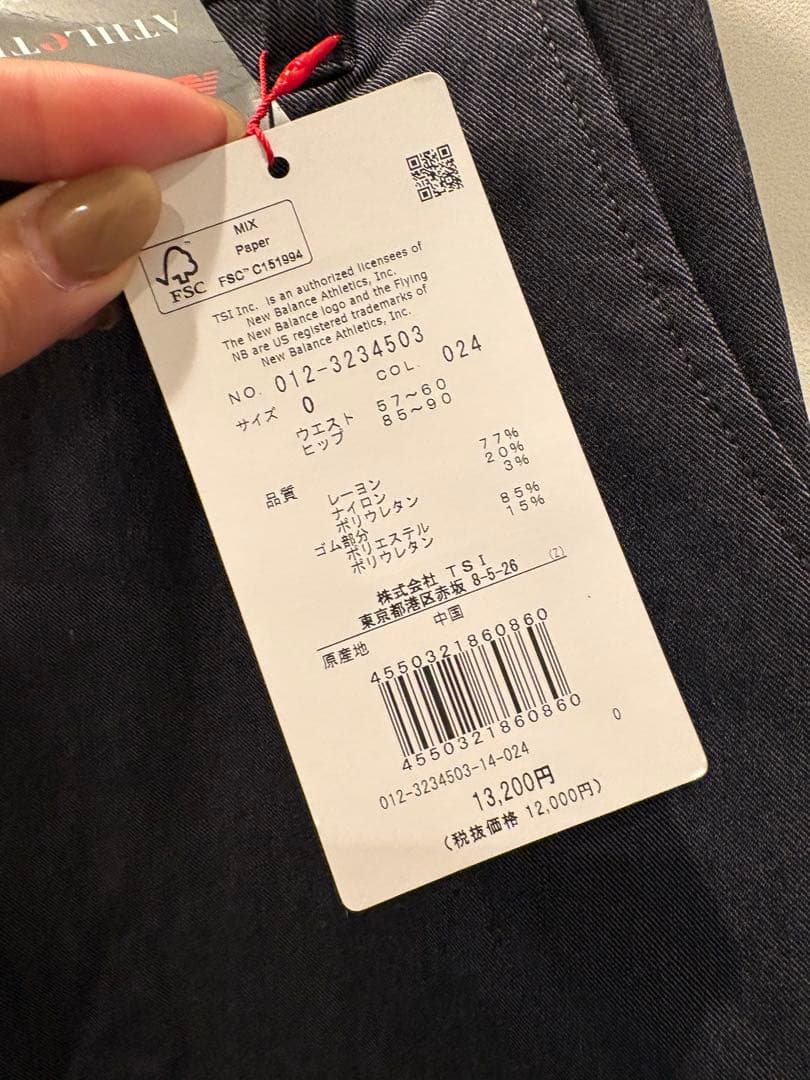 ATHLET
MIX
Paper
FSC™ C151994
FSC
TSI Inc. is an authorized licensees of
New Balance Athletics, Inc.
The New Balance logo and the Flying
NB are US registered trademarks of
New Balance Athletics, Inc.
NO. 012-3234503
COL. 024
サイズ 0
ウエスト 57～60
ヒップ 85～90
品質 レーヨン 77%
ナイロン 20%
ポリウレタン 3%
ゴム部分
ポリエステル 85%
ポリウレタン 15%
株式会社 TSI
東京都港区赤坂 8-5-26 (Z)
原産地 中国
4550321860860
4550321860860
012-3234503-14-024 0
13,200円
(税抜価格 12,000円)